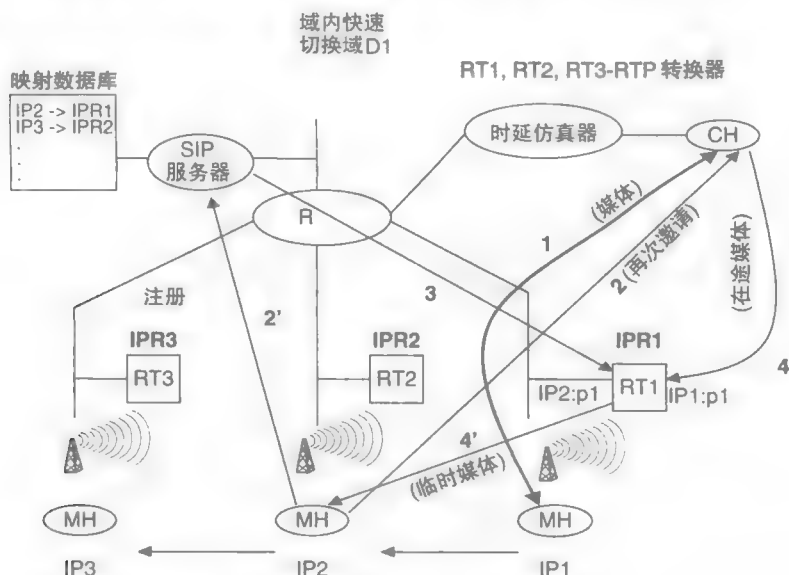 域内快速
切换域D1
映射数据库
IP2 -> IPR1
IP3 -> IPR2
.
.
.
RT1, RT2, RT3-RTP 转换器
SIP
服务器
时延仿真器
CH
R
1
(媒体)
2 (再次邀请)
(在途媒体)
注册
2'
3
IPR3
RT3
IPR2
RT2
IPR1
RT1
IP2:p1
IP1:p1
4
4'
(临时媒体)
MH
MH
MH
IP3
IP2
IP1